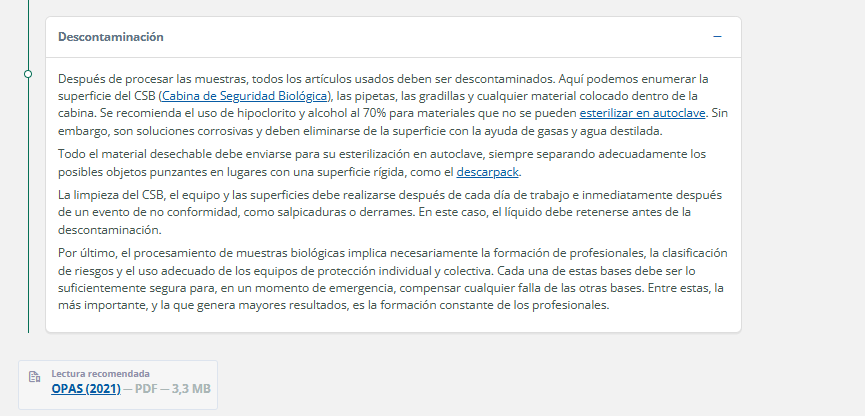 Descontaminación
Después de procesar las muestras, todos los artículos usados deben ser descontaminados. Aquí podemos enumerar la
superficie del CSB (Cabina de Seguridad Biológica), las pipetas, las gradillas y cualquier material colocado dentro de la
cabina. Se recomienda el uso de hipoclorito y alcohol al 70% para materiales que no se pueden esterilizar en autoclave. Sin
embargo, son soluciones corrosivas y deben eliminarse de la superficie con la ayuda de gasas y agua destilada.
Todo el material desechable debe enviarse para su esterilización en autoclave, siempre separando adecuadamente los
posibles objetos punzantes en lugares con una superficie rígida, como el descarpack.
La limpieza del CSB, el equipo y las superficies debe realizarse después de cada día de trabajo e inmediatamente después
de un evento de no conformidad, como salpicaduras o derrames. En este caso, el líquido debe retenerse antes de la
descontaminación.
Por último, el procesamiento de muestras biológicas implica necesariamente la formación de profesionales, la clasificación
de riesgos y el uso adecuado de los equipos de protección individual y colectiva. Cada una de estas bases debe ser lo
suficientemente segura para, en un momento de emergencia, compensar cualquier falla de las otras bases. Entre estas, la
más importante, y la que genera mayores resultados, es la formación constante de los profesionales.
Lectura recomendada
OPAS (2021) — PDF — 3,3 MB